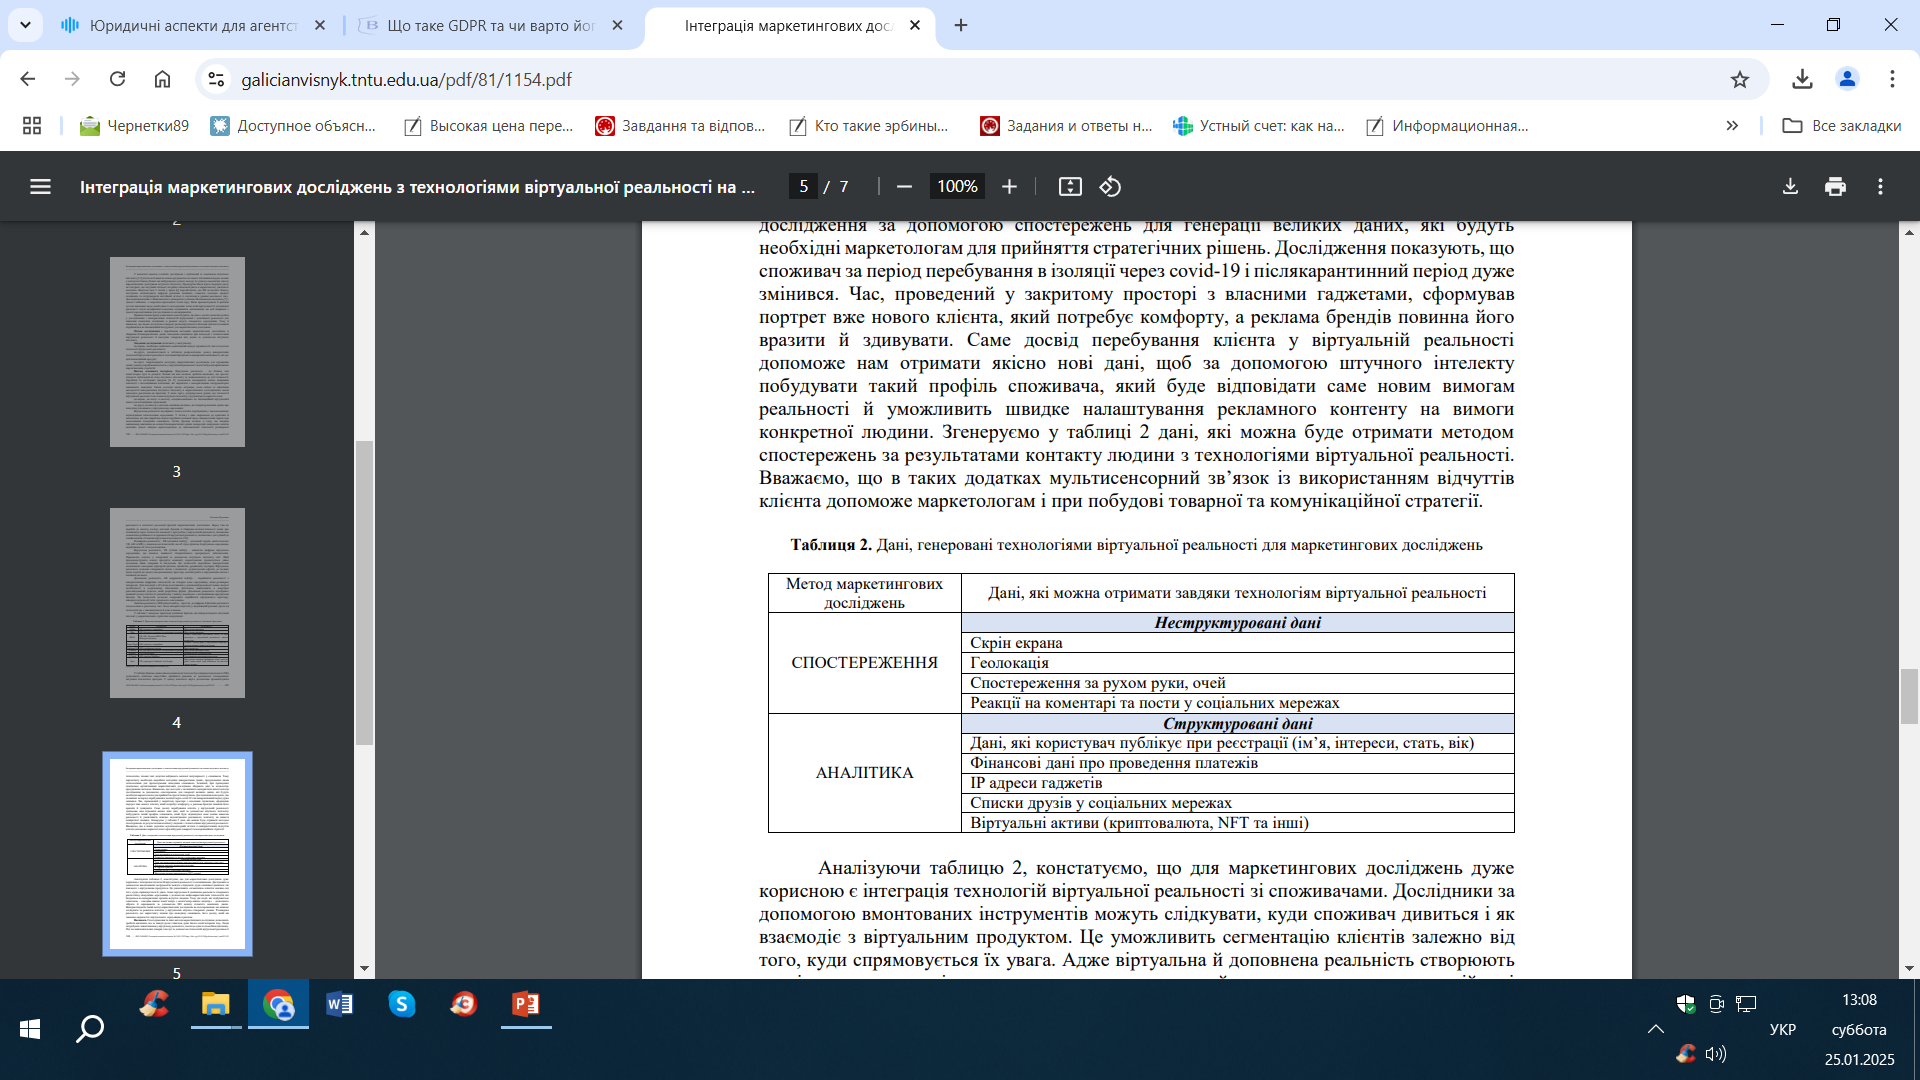 Юридичні аспекти для агентст
Що таке GDPR та чи варто йог
Інтеграція маркетингових дос
galicianvisnyk.tntu.edu.ua/pdf/81/1154.pdf
Чернетки89
Доступное объясн...
Высокая цена пере...
Завдання та відпов...
Кто такие эрбины...
Задания и ответы н...
Устный счет: как на...
Информационная...
Все закладки
Інтеграція маркетингових досліджень з технологіями віртуальної реальності на ...
5 / 7
100%
3
4
5
дослідження за допомогою спостережень для генерації великих даних, які будуть
необхідні маркетологам для прийняття стратегічних рішень. Дослідження показують, що
споживач за період перебування в ізоляції через covid-19 і післякарантинний період дуже
змінився. Час, проведений у закритому просторі з власними гаджетами, сформував
портрет вже нового клієнта, який потребує комфорту, а реклама брендів повинна його
вразити й здивувати. Саме досвід перебування клієнта у віртуальній реальності
допоможе нам отримати якісно нові дані, щоб за допомогою штучного інтелекту
побудувати такий профіль споживача, який буде відповідати саме новим вимогам
реальності й уможливить швидке налаштування рекламного контенту на вимоги
конкретної людини. Згенеруємо у таблиці 2 дані, які можна буде отримати методом
спостережень за результатами контакту людини з технологіями віртуальної реальності.
Вважаємо, що в таких додатках мультисенсорний зв’язок із використанням відчуттів
клієнта допоможе маркетологам і при побудові товарної та комунікаційної стратегії.
Таблиця 2. Дані, генеровані технологіями віртуальної реальності для маркетингових досліджень
Метод маркетингових
досліджень
Дані, які можна отримати завдяки технологіям віртуальної реальності
СПОСТЕРЕЖЕННЯ
Неструктуровані дані
Скрін екрана
Геолокація
Спостереження за рухом руки, очей
Реакції на коментарі та пости у соціальних мережах
АНАЛІТИКА
Структуровані дані
Дані, які користувач публікує при реєстрації (ім’я, інтереси, стать, вік)
Фінансові дані про проведення платежів
ІР адреси гаджетів
Списки друзів у соціальних мережах
Віртуальні активи (криптовалюта, NFT та інші)
Аналізуючи таблицю 2, констатуємо, що для маркетингових досліджень дуже
корисною є інтеграція технологій віртуальної реальності зі споживачами. Дослідники за
допомогою вмонтованих інструментів можуть слідкувати, куди споживач дивиться і як
взаємодіє з віртуальним продуктом. Це уможливить сегментацію клієнтів залежно від
того, куди спрямовується їх увага. Адже віртуальна й доповнена реальність створюють
УКР
13:08
суббота
25.01.2025